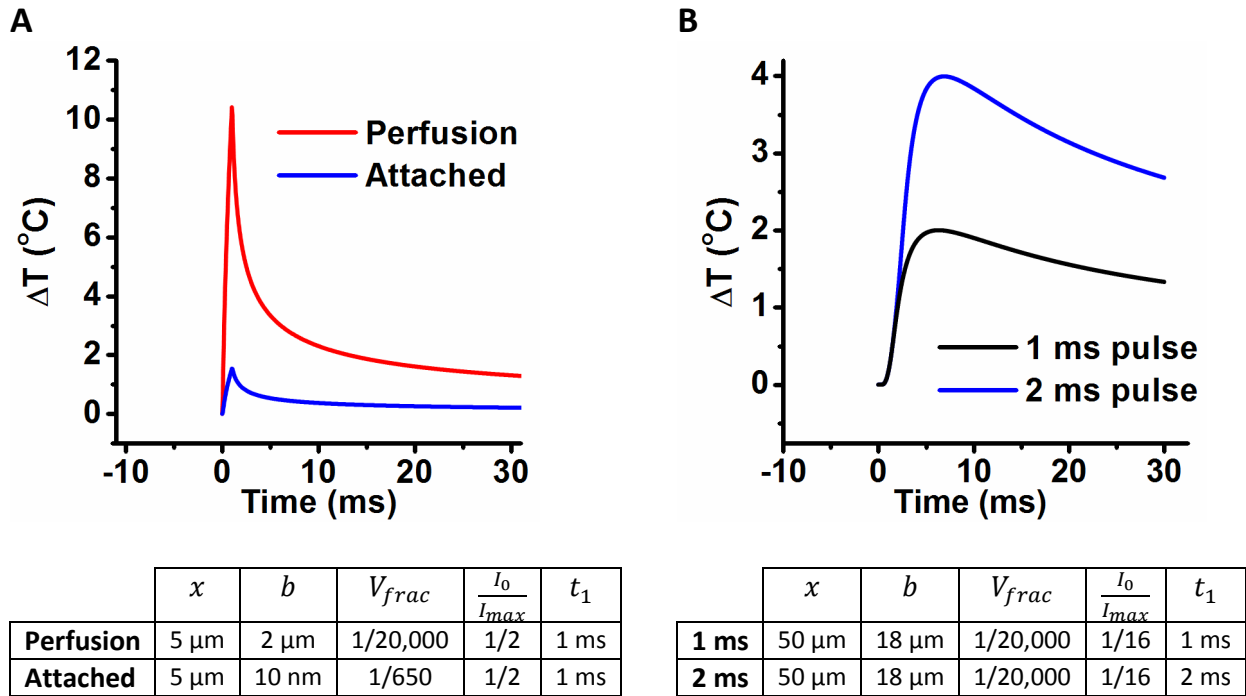 A
ΔT (°C)
12
10
8
6
4
2
0
Perfusion
Attached
-10 0 10 20 30
Time (ms)
x b V_frac I_0/I_max t_1
Perfusion 5 µm 2 µm 1/20,000 1/2 1 ms
Attached 5 µm 10 nm 1/650 1/2 1 ms
B
ΔT (°C)
4
3
2
1
0
1 ms pulse
2 ms pulse
-10 0 10 20 30
Time (ms)
x b V_frac I_0/I_max t_1
1 ms 50 µm 18 µm 1/20,000 1/16 1 ms
2 ms 50 µm 18 µm 1/20,000 1/16 2 ms